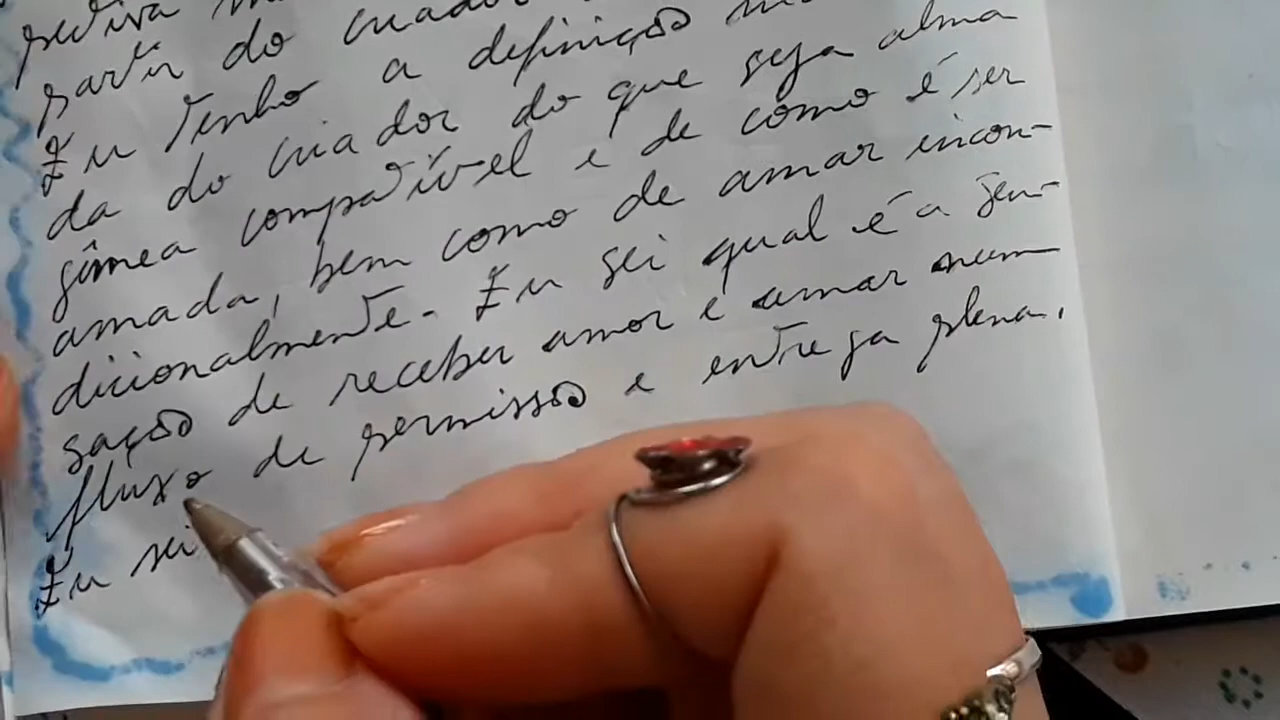 partir do criador
Eu tenho a definição
da do criador do que seja alma
gêmea compatível e de como é ser
amada, bem como de amar incon-
dicionalmente. Eu sei qual é a sen-
sação de receber amor e amar num
fluxo de permissão e entrega plena.
Eu sei